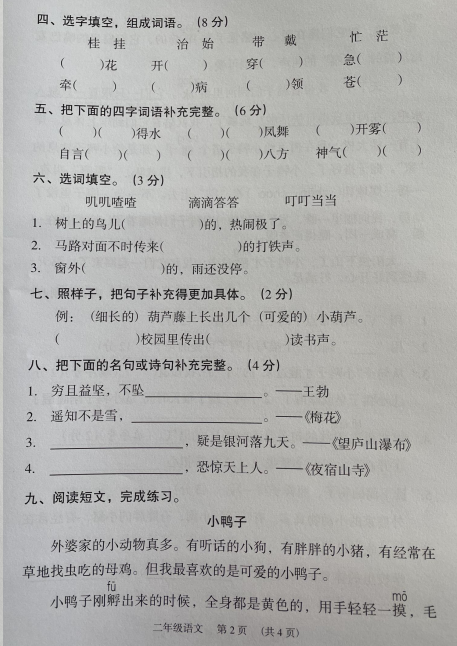 四、选字填空，组成词语。（8分）
桂 挂 治 始 带 戴 忙 茫
（ ）花 开（ ） 穿（ ） 急（ ）
牵（ ） （ ）病 （ ）领 苍（ ）
五、把下面的四字词语补充完整。（6分）
（ ）（ ）得水 （ ）（ ）凤舞 （ ）开雾（ ）
自言（ ）（ ） （ ）（ ）八方 神气（ ）（ ）
六、选词填空。（3分）
叽叽喳喳 滴滴答答 叮叮当当
1. 树上的鸟儿（ ）的，热闹极了。
2. 马路对面不时传来（ ）的打铁声。
3. 窗外（ ）的，雨还没停。
七、照样子，把句子补充得更加具体。（2分）
例：（细长的）葫芦藤上长出几个（可爱的）小葫芦。
（ ）校园里传出（ ）读书声。
八、把下面的名句或诗句补充完整。（4分）
1. 穷且益坚，不坠____________。——王勃
2. 遥知不是雪，____________。——《梅花》
3. ____________，疑是银河落九天。——《望庐山瀑布》
4. ____________，恐惊天上人。——《夜宿山寺》
九、阅读短文，完成练习。
小鸭子
外婆家的小动物真多。有听话的小狗，有胖胖的小猪，有经常在
草地找虫吃的母鸡。但我最喜欢的是可爱的小鸭子。
fū mō
小鸭子刚孵出来的时候，全身都是黄色的，用手轻轻一摸，毛
二年级语文 第2页 （共4页）